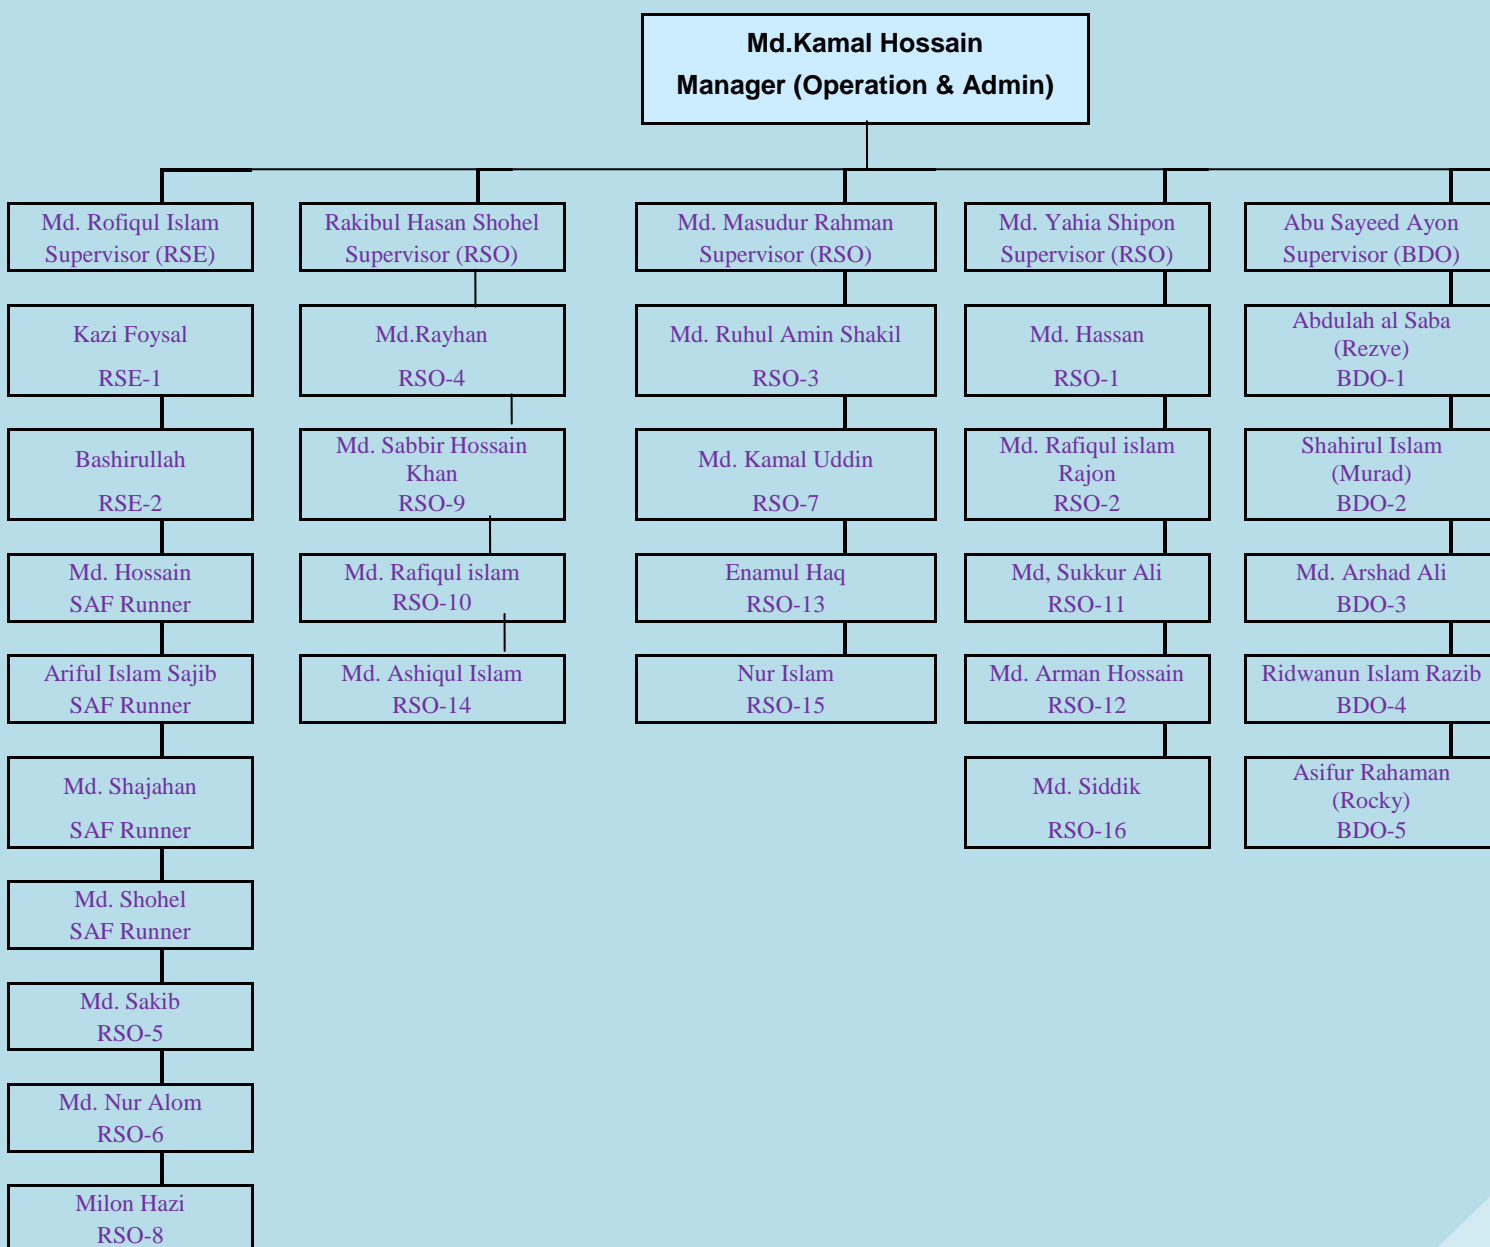 Md.Kamal Hossain
Manager (Operation & Admin)
Md. Rofiqul Islam
Supervisor (RSE)
Kazi Foysal
RSE-1
Bashirullah
RSE-2
Md. Hossain
SAF Runner
Ariful Islam Sajib
SAF Runner
Md. Shajahan
SAF Runner
Md. Shohel
SAF Runner
Md. Sakib
RSO-5
Md. Nur Alom
RSO-6
Milon Hazi
RSO-8
Rakibul Hasan Shohel
Supervisor (RSO)
Md.Rayhan
RSO-4
Md. Sabbir Hossain
Khan
RSO-9
Md. Rafiqul islam
RSO-10
Md. Ashiqul Islam
RSO-14
Md. Masudur Rahman
Supervisor (RSO)
Md. Ruhul Amin Shakil
RSO-3
Md. Kamal Uddin
RSO-7
Enamul Haq
RSO-13
Nur Islam
RSO-15
Md. Yahia Shipon
Supervisor (RSO)
Md. Hassan
RSO-1
Md. Rafiqul islam
Rajon
RSO-2
Md, Sukkur Ali
RSO-11
Md. Arman Hossain
RSO-12
Md. Siddik
RSO-16
Abu Sayeed Ayon
Supervisor (BDO)
Abdulah al Saba
(Rezve)
BDO-1
Shahirul Islam
(Murad)
BDO-2
Md. Arshad Ali
BDO-3
Ridwanun Islam Razib
BDO-4
Asifur Rahaman
(Rocky)
BDO-5